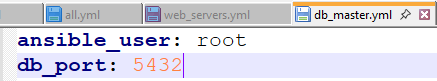 all.yml web_servers.yml db_master.yml
ansible_user: root
db_port: 5432